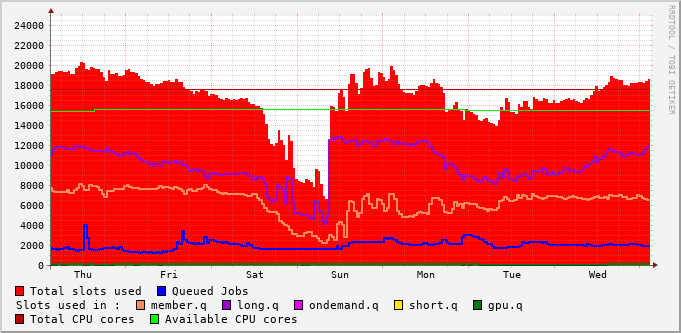 24000
22000
20000
18000
16000
14000
12000
10000
8000
6000
4000
2000
0
Thu Fri Sat Sun Mon Tue Wed
Total slots used Queued Jobs
Slots used in : member.q long.q ondemand.q short.q gpu.q
Total CPU cores Available CPU cores
RRDTOOL / TOBI OETIKER